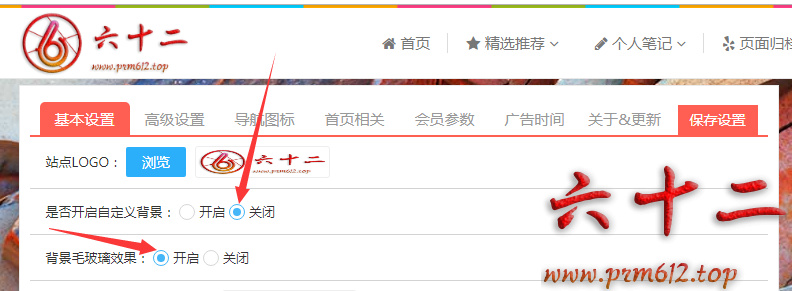 六十二
www.prm612.top
首页 精选推荐 个人笔记 页面归档
基本设置 高级设置 导航图标 首页相关 会员参数 广告时间 关于&更新 保存设置
站点LOGO： 浏览 六十二 www.prm612.top
是否开启自定义背景： 开启 关闭
背景毛玻璃效果： 开启 关闭
六十二
www.prm612.top